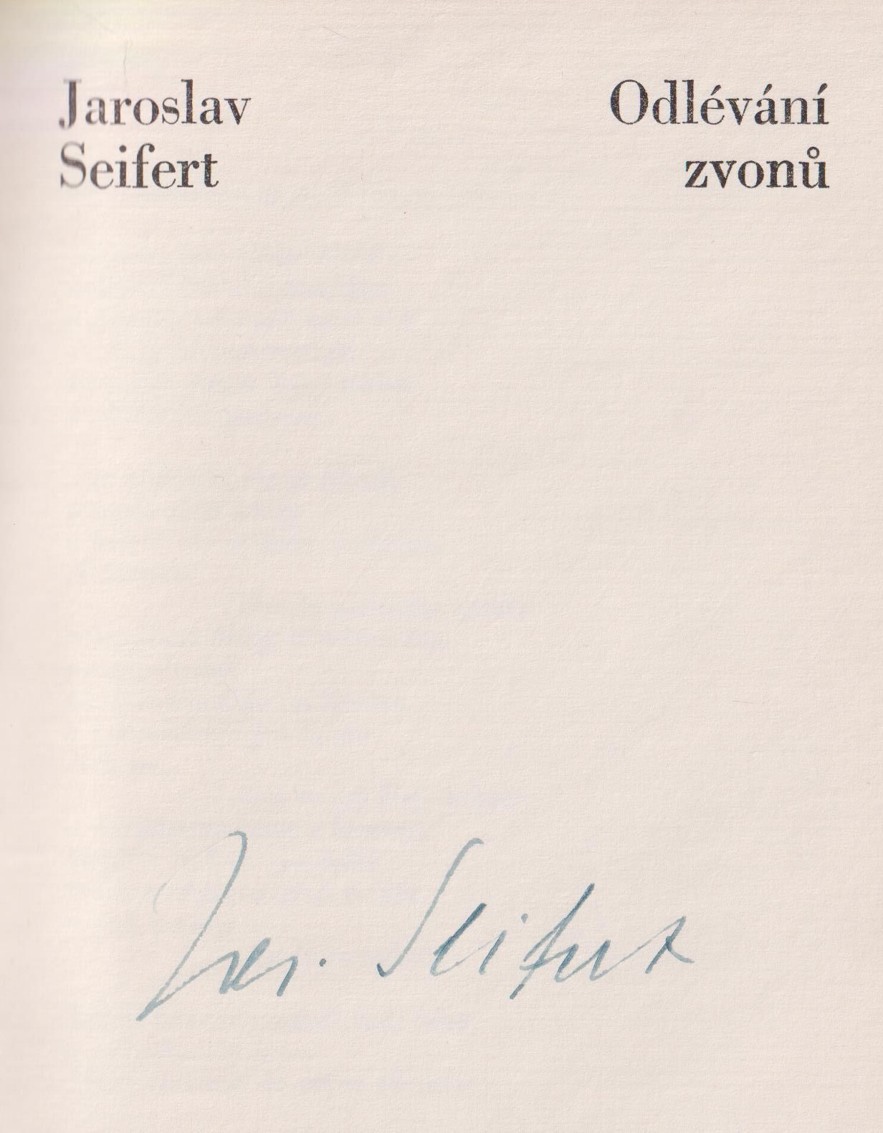 Jaroslav
Seifert
Odlévání
zvonů
Jar. Seifert